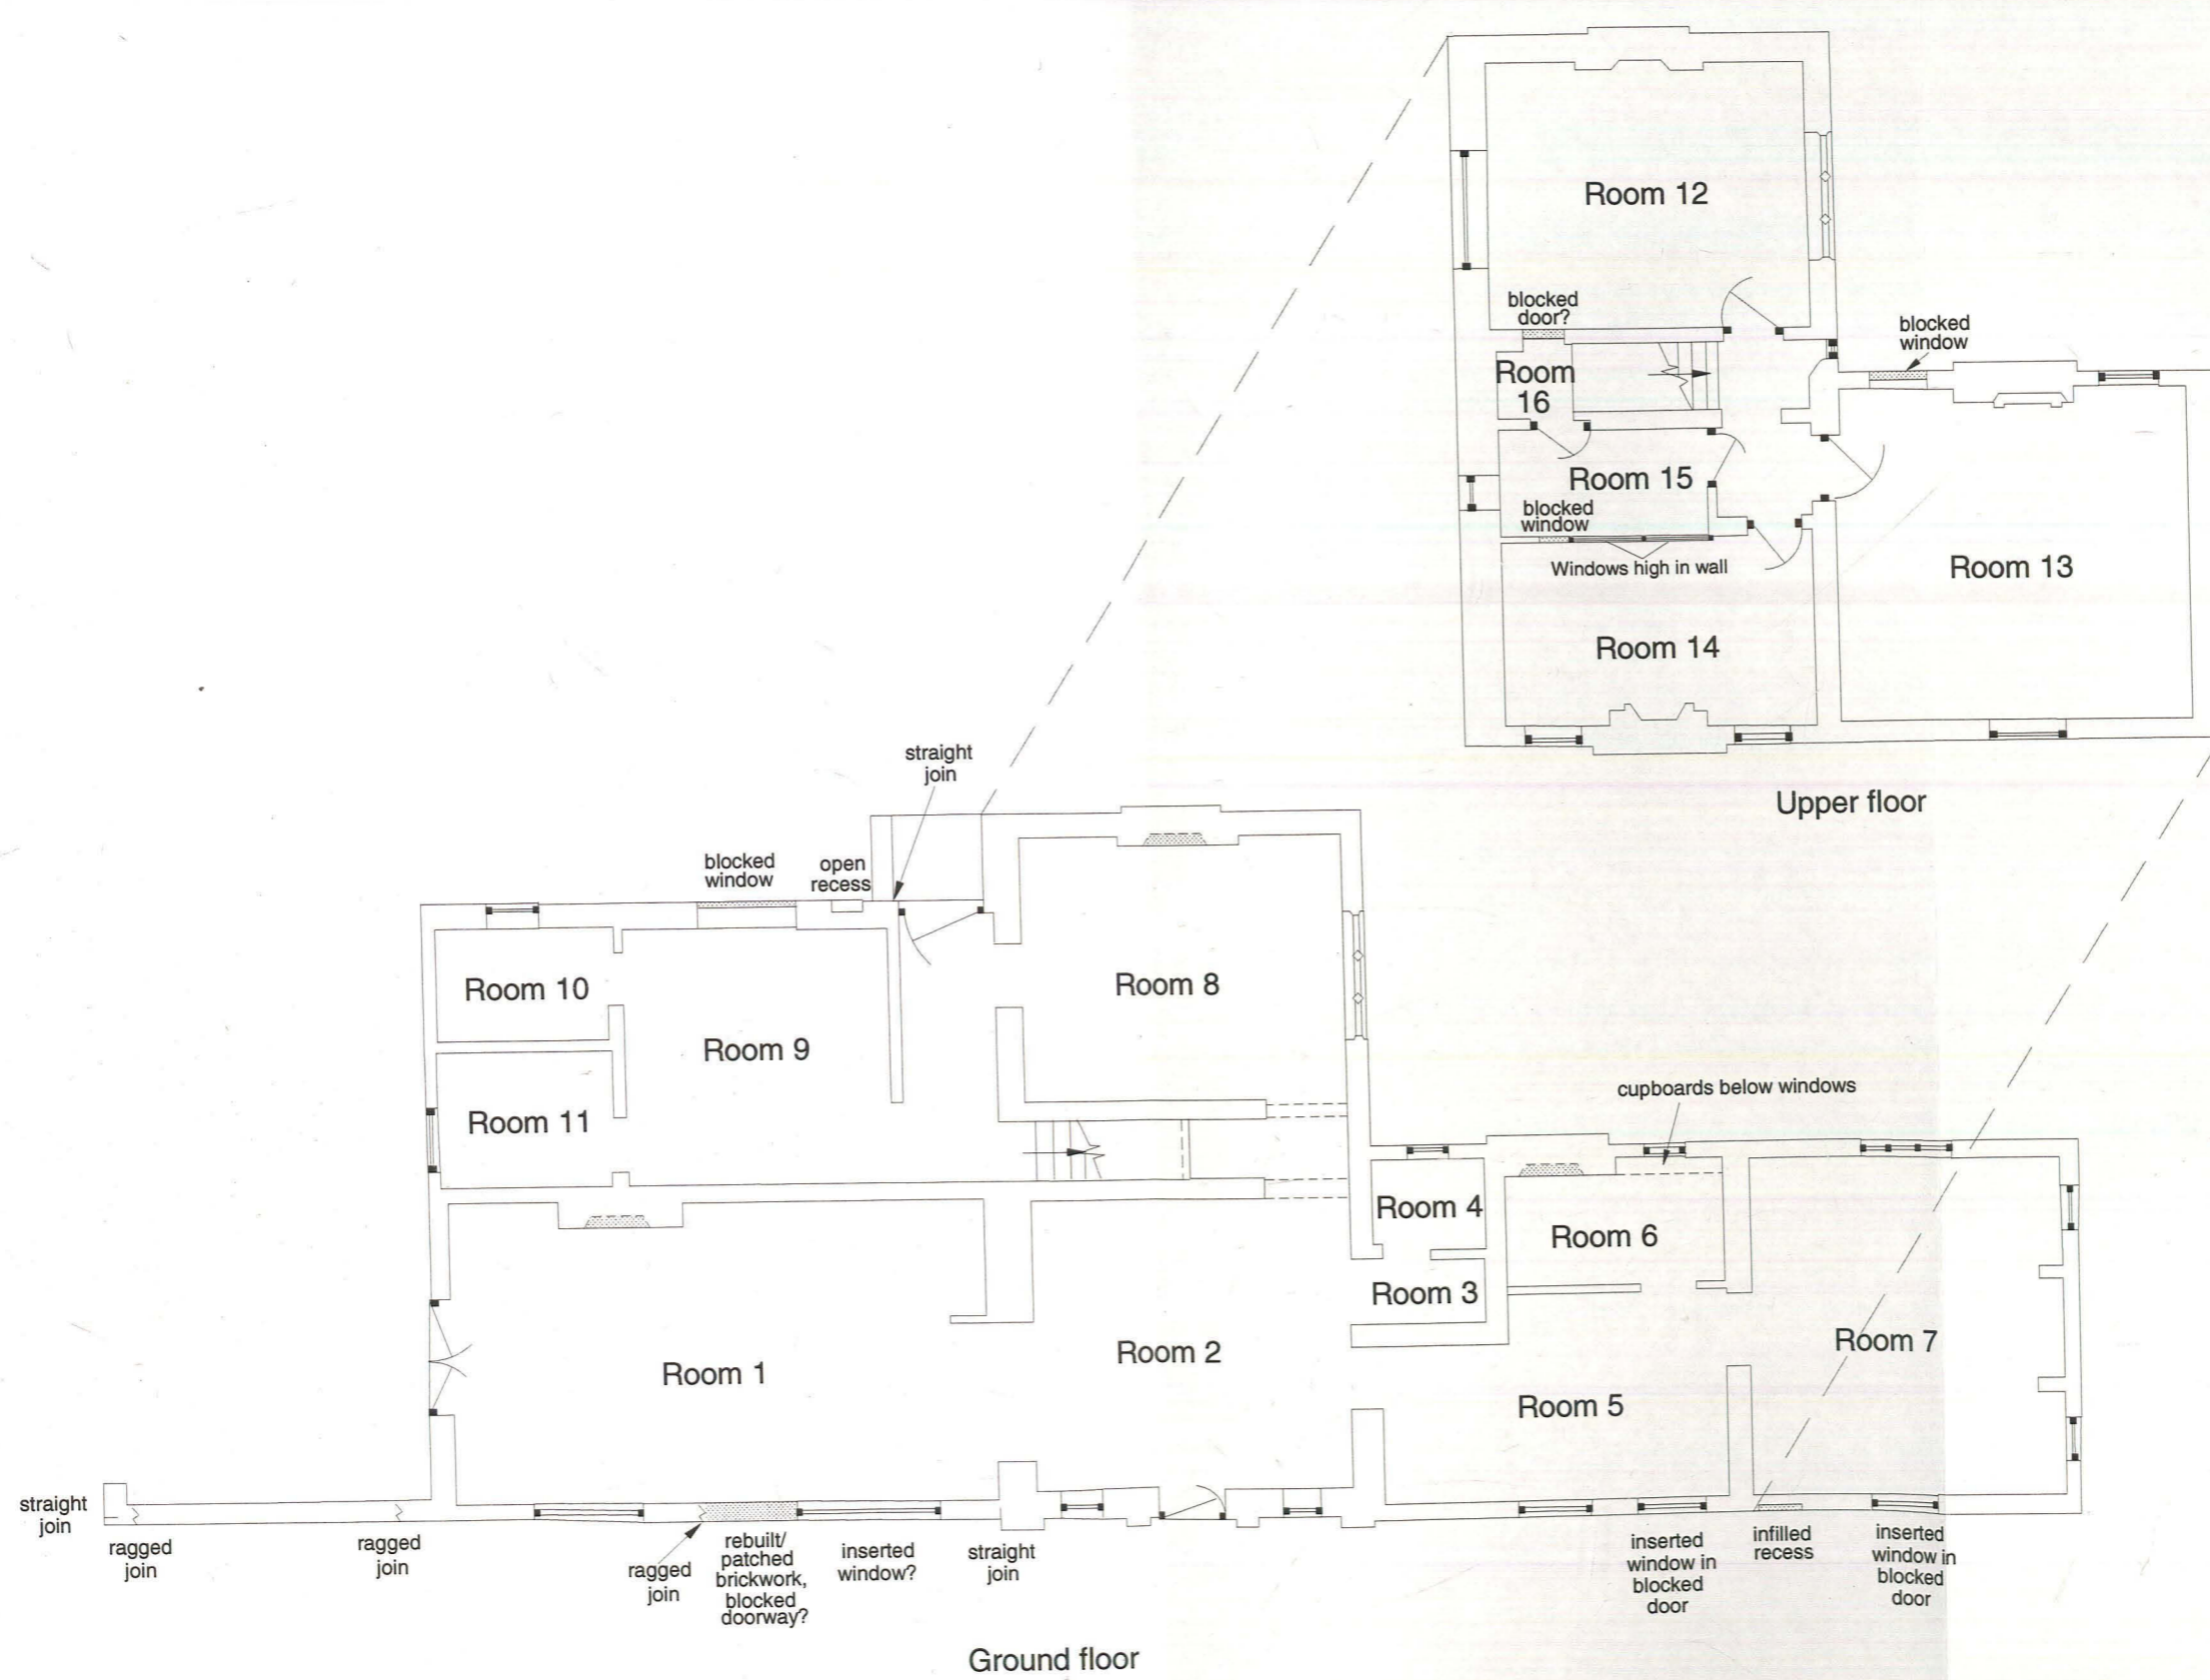 Room 12
blocked
door?
blocked
window
Room
16
Room 15
blocked
window
Windows high in wall
Room 13
Room 14
Upper floor
straight
join
blocked
window
open
recess
Room 8
Room 10
Room 9
Room 11
cupboards below windows
Room 4
Room 6
Room 3
Room 7
Room 2
Room 1
Room 5
straight
join
ragged
join
ragged
join
ragged
join
rebuilt/
patched
brickwork,
blocked
doorway?
inserted
window?
straight
join
inserted
window in
blocked
door
infilled
recess
inserted
window in
blocked
door
Ground floor